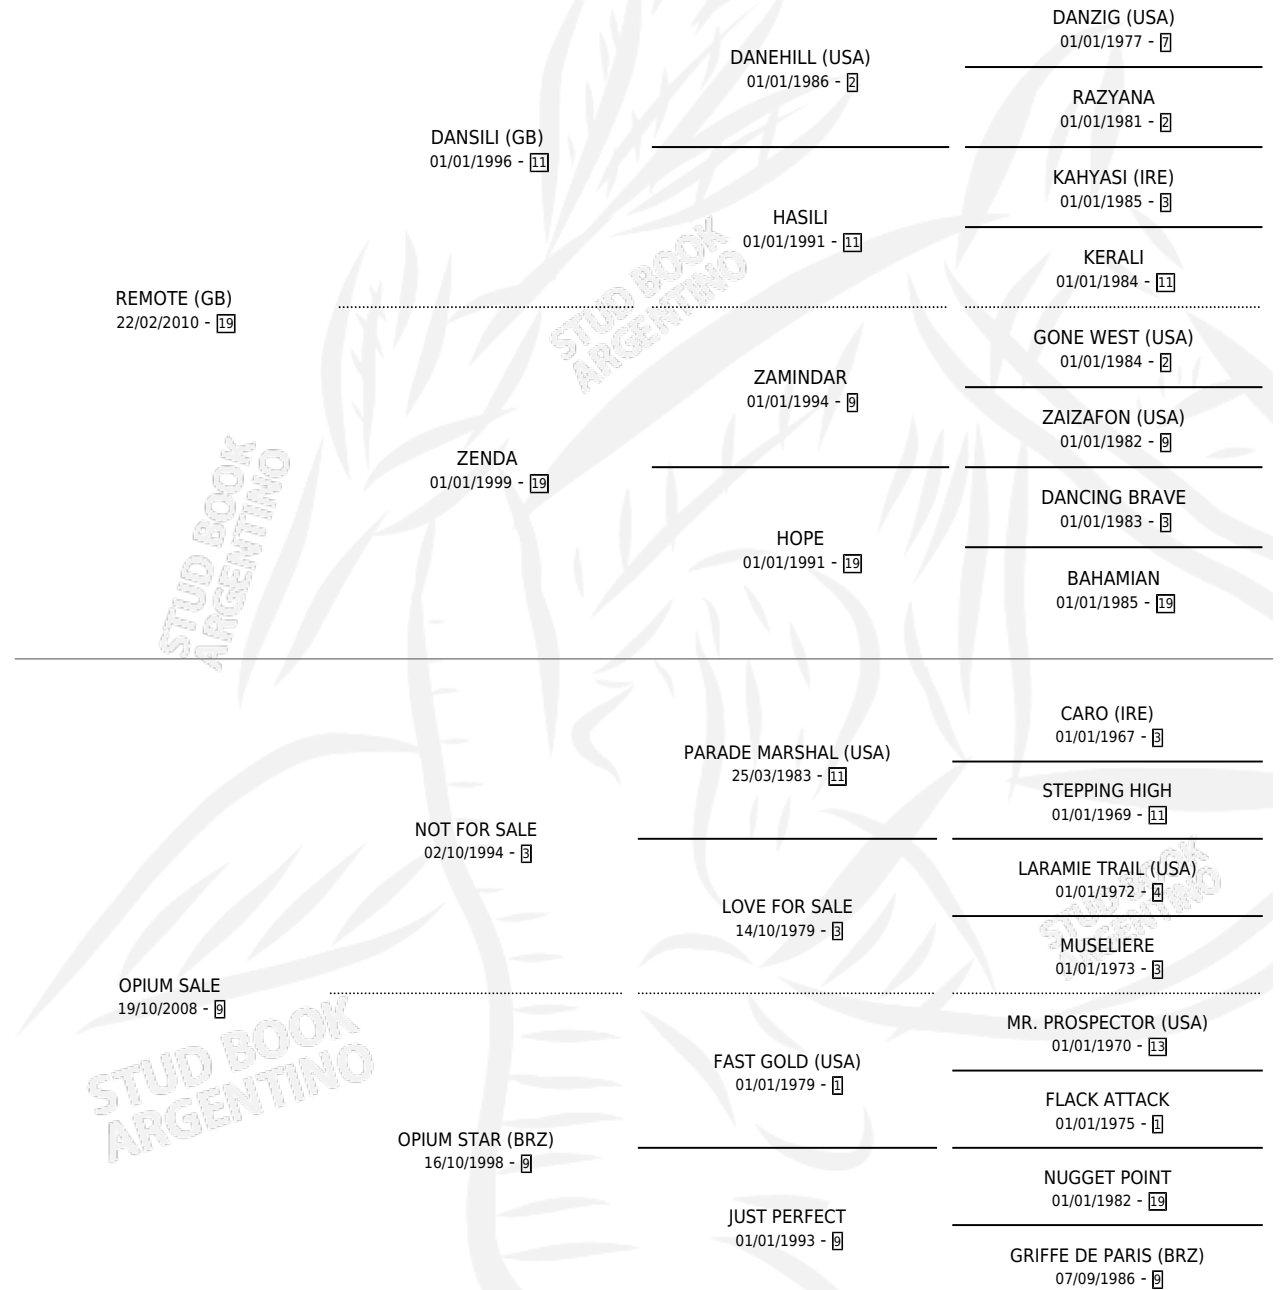 DANZIG (USA)
01/01/1977 - 7
DANEHILL (USA)
01/01/1986 - 2
RAZYANA
01/01/1981 - 2
DANSILI (GB)
01/01/1996 - 11
KAHYASI (IRE)
01/01/1985 - 3
HASILI
01/01/1991 - 11
KERALI
01/01/1984 - 11
REMOTE (GB)
22/02/2010 - 19
GONE WEST (USA)
01/01/1984 - 2
ZAMINDAR
01/01/1994 - 9
ZAIZAFON (USA)
01/01/1982 - 9
ZENDA
01/01/1999 - 19
DANCING BRAVE
01/01/1983 - 3
HOPE
01/01/1991 - 19
BAHAMIAN
01/01/1985 - 19
CARO (IRE)
01/01/1967 - 3
PARADE MARSHAL (USA)
25/03/1983 - 11
STEPPING HIGH
01/01/1969 - 11
NOT FOR SALE
02/10/1994 - 3
LARAMIE TRAIL (USA)
01/01/1972 - 4
LOVE FOR SALE
14/10/1979 - 3
MUSELIERE
01/01/1973 - 3
OPIUM SALE
19/10/2008 - 9
MR. PROSPECTOR (USA)
01/01/1970 - 13
FAST GOLD (USA)
01/01/1979 - 1
FLACK ATTACK
01/01/1975 - 1
OPIUM STAR (BRZ)
16/10/1998 - 9
NUGGET POINT
01/01/1982 - 19
JUST PERFECT
01/01/1993 - 9
GRIFFE DE PARIS (BRZ)
07/09/1986 - 9
STUD BOOK
ARGENTINO
STUD BOOK
ARGENTINO
STUD BOOK
ARGENTINO
STUD BOOK
ARGENTINO